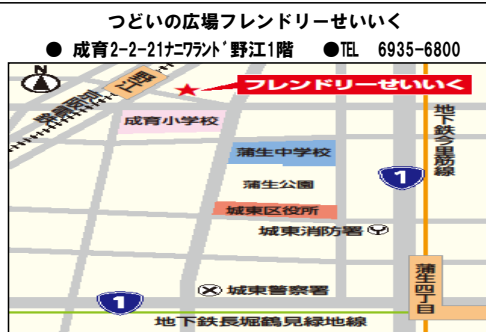 つどいの広場フレンドリーせいいく
● 成育2-2-21ナニワランド野江1階 ●℡ 6935-6800
N
野江
京阪電鉄
フレンドリーせいいく
成育小学校
地下鉄今里筋線
蒲生中学校
1
蒲生公園
城東区役所
城東消防署
蒲生四丁目
城東警察署
1
地下鉄長堀鶴見緑地線